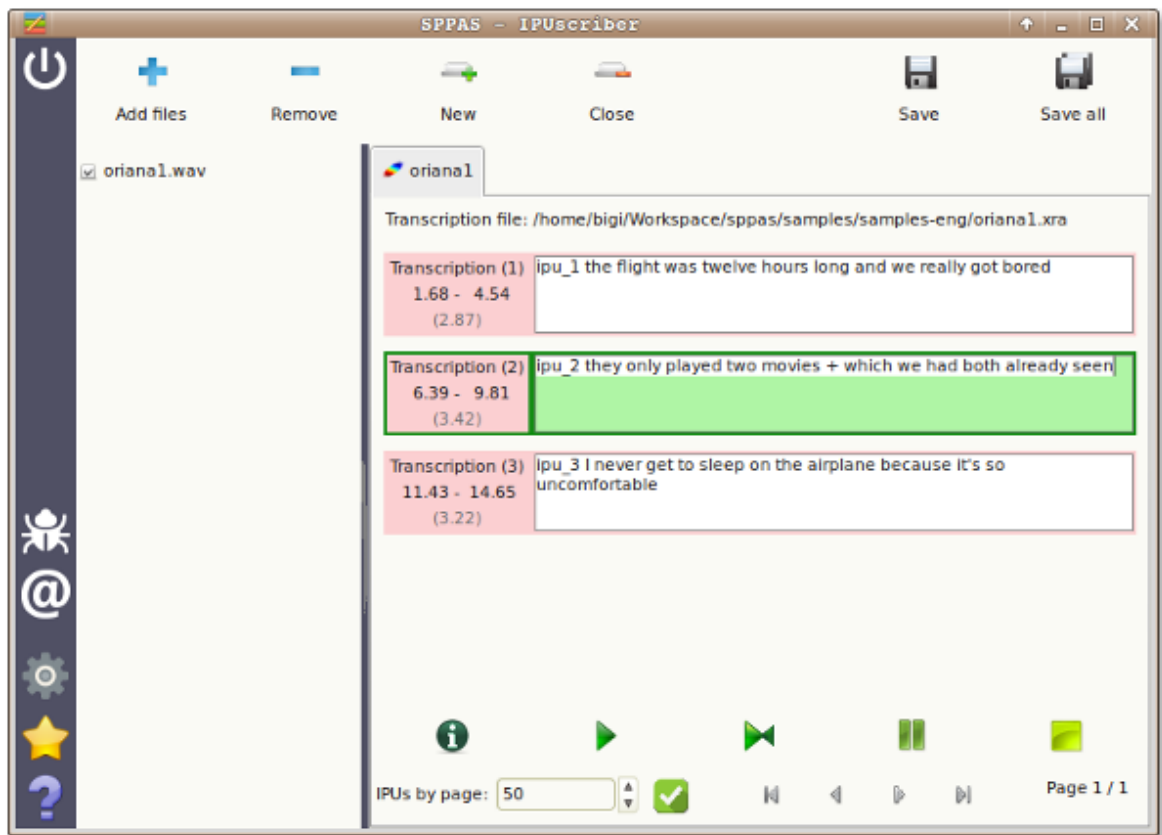 SPPAS - IPUscriber
Add files Remove New Close Save Save all
oriana1.wav
oriana1
Transcription file: /home/bigi/Workspace/sppas/samples/samples-eng/oriana1.xra
Transcription (1)
1.68 - 4.54
(2.87)
ipu_1 the flight was twelve hours long and we really got bored
Transcription (2)
6.39 - 9.81
(3.42)
ipu_2 they only played two movies + which we had both already seen
Transcription (3)
11.43 - 14.65
(3.22)
ipu_3 I never get to sleep on the airplane because it's so
uncomfortable
IPUs by page: 50
Page 1 / 1